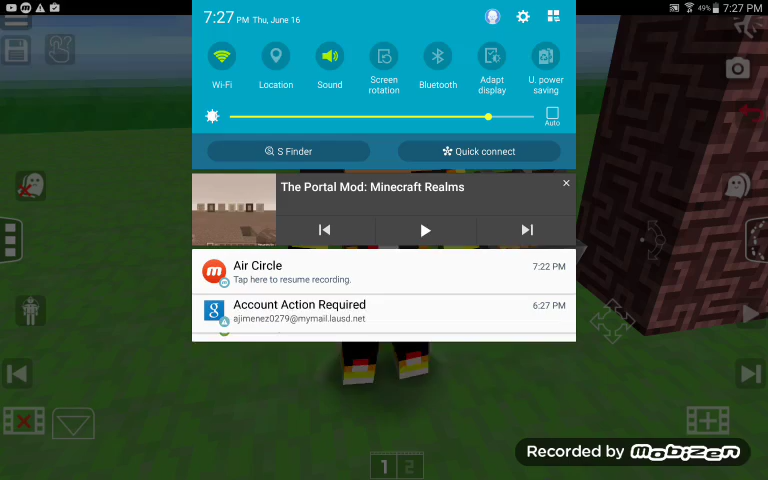 49% 7:27 PM
7:27 PM Thu, June 16
Wi-Fi
Location
Sound
Screen
rotation
Bluetooth
Adapt
display
U. power
saving
Auto
S Finder
Quick connect
The Portal Mod: Minecraft Realms
Air Circle
7:22 PM
Tap here to resume recording.
Account Action Required
6:27 PM
ajimenez0279@mymail.lausd.net
1 2
Recorded by Mobizen